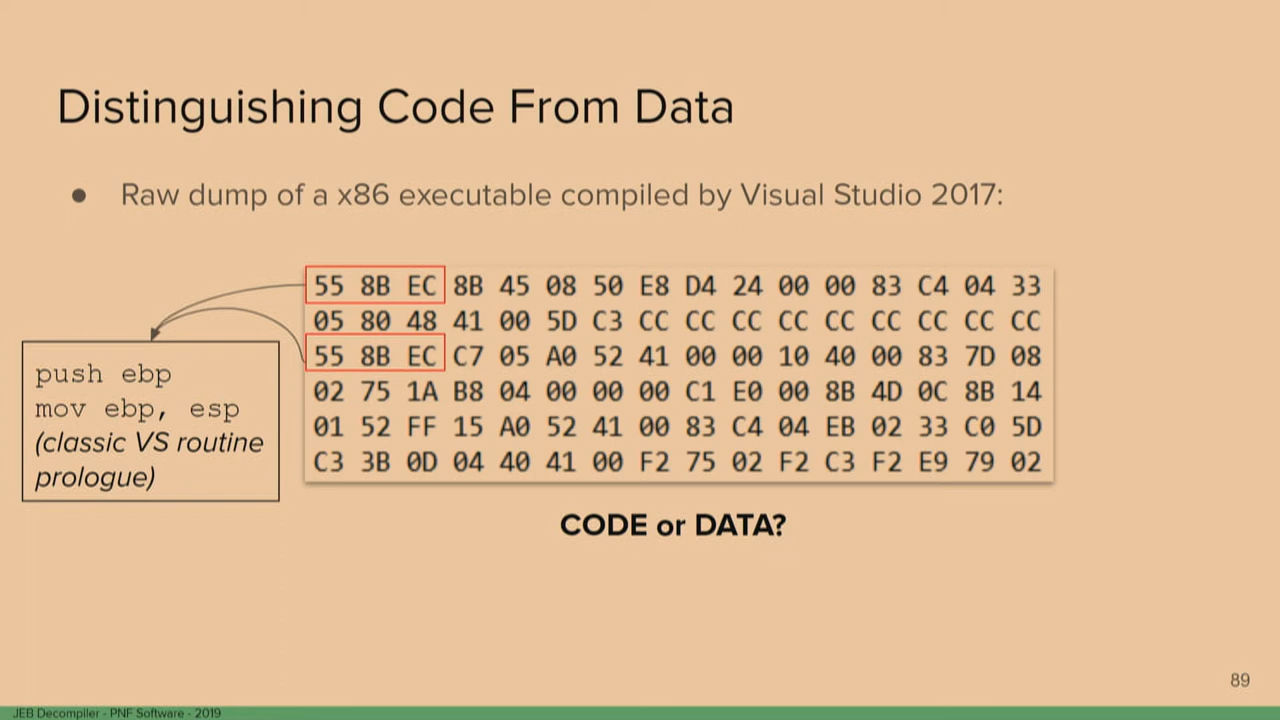 Distinguishing Code From Data
● Raw dump of a x86 executable compiled by Visual Studio 2017:
55 8B EC 8B 45 08 50 E8 D4 24 00 00 83 C4 04 33
05 80 48 41 00 5D C3 CC CC CC CC CC CC CC CC CC
55 8B EC C7 05 A0 52 41 00 00 10 40 00 83 7D 08
02 75 1A B8 04 00 00 00 C1 E0 00 8B 4D 0C 8B 14
01 52 FF 15 A0 52 41 00 83 C4 04 EB 02 33 C0 5D
C3 3B 0D 04 40 41 00 F2 75 02 F2 C3 F2 E9 79 02
push ebp
mov ebp, esp
(classic VS routine
prologue)
CODE or DATA?
89
JEB Decompiler - PNF Software - 2019